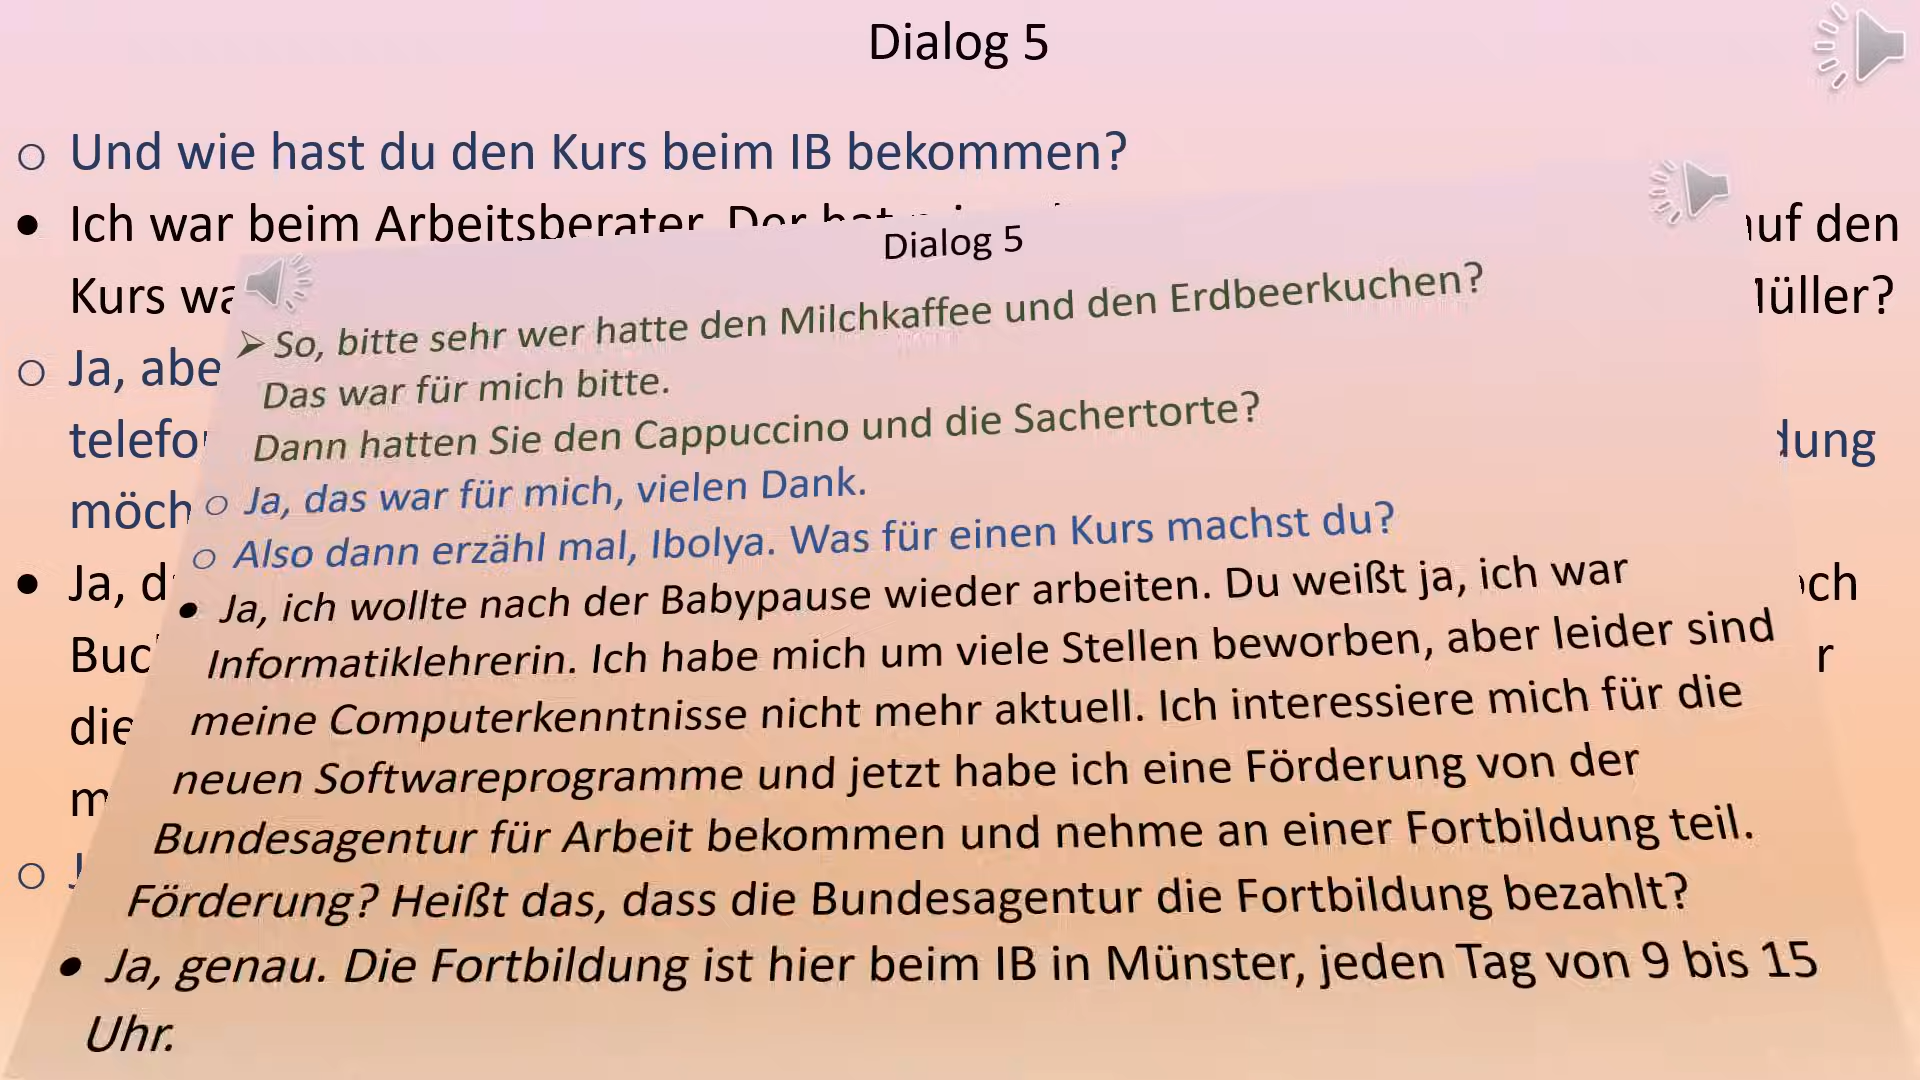 Dialog 5
Und wie hast du den Kurs beim IB bekommen?
Ich war beim Arbeitsberater. Der hat
auf den
Kurs
Müller?
Ja,
möch
Ja,
die
Dialog 5
So, bitte sehr wer hatte den Milchkaffee und den Erdbeerkuchen?
Das war für mich bitte.
Dann hatten Sie den Cappuccino und die Sachertorte?
Ja, das war für mich, vielen Dank.
Also dann erzähl mal, Ibolya. Was für einen Kurs machst du?
Ja, ich wollte nach der Babypause wieder arbeiten. Du weißt ja, ich war
Informatiklehrerin. Ich habe mich um viele Stellen beworben, aber leider sind
meine Computerkenntnisse nicht mehr aktuell. Ich interessiere mich für die
neuen Softwareprogramme und jetzt habe ich eine Förderung von der
Bundesagentur für Arbeit bekommen und nehme an einer Fortbildung teil.
Förderung? Heißt das, dass die Bundesagentur die Fortbildung bezahlt?
Ja, genau. Die Fortbildung ist hier beim IB in Münster, jeden Tag von 9 bis 15
Uhr.